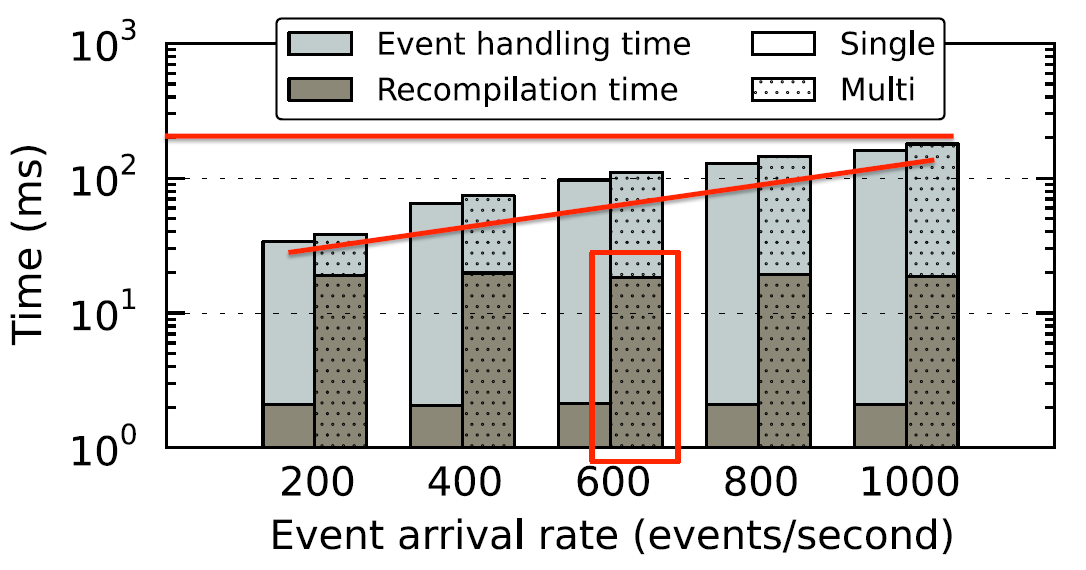 Event handling time
Single
Recompilation time
Multi
Time (ms)
10³
10²
10¹
10⁰
200 400 600 800 1000
Event arrival rate (events/second)